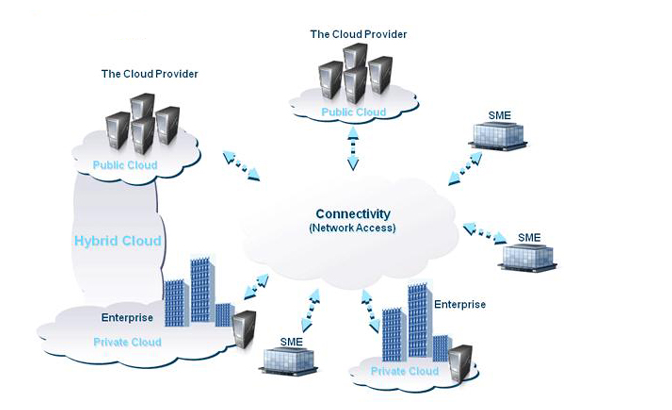 The Cloud Provider
Public Cloud
The Cloud Provider
Public Cloud
SME
Connectivity
(Network Access)
SME
Hybrid Cloud
Enterprise
Private Cloud
SME
Enterprise
Private Cloud